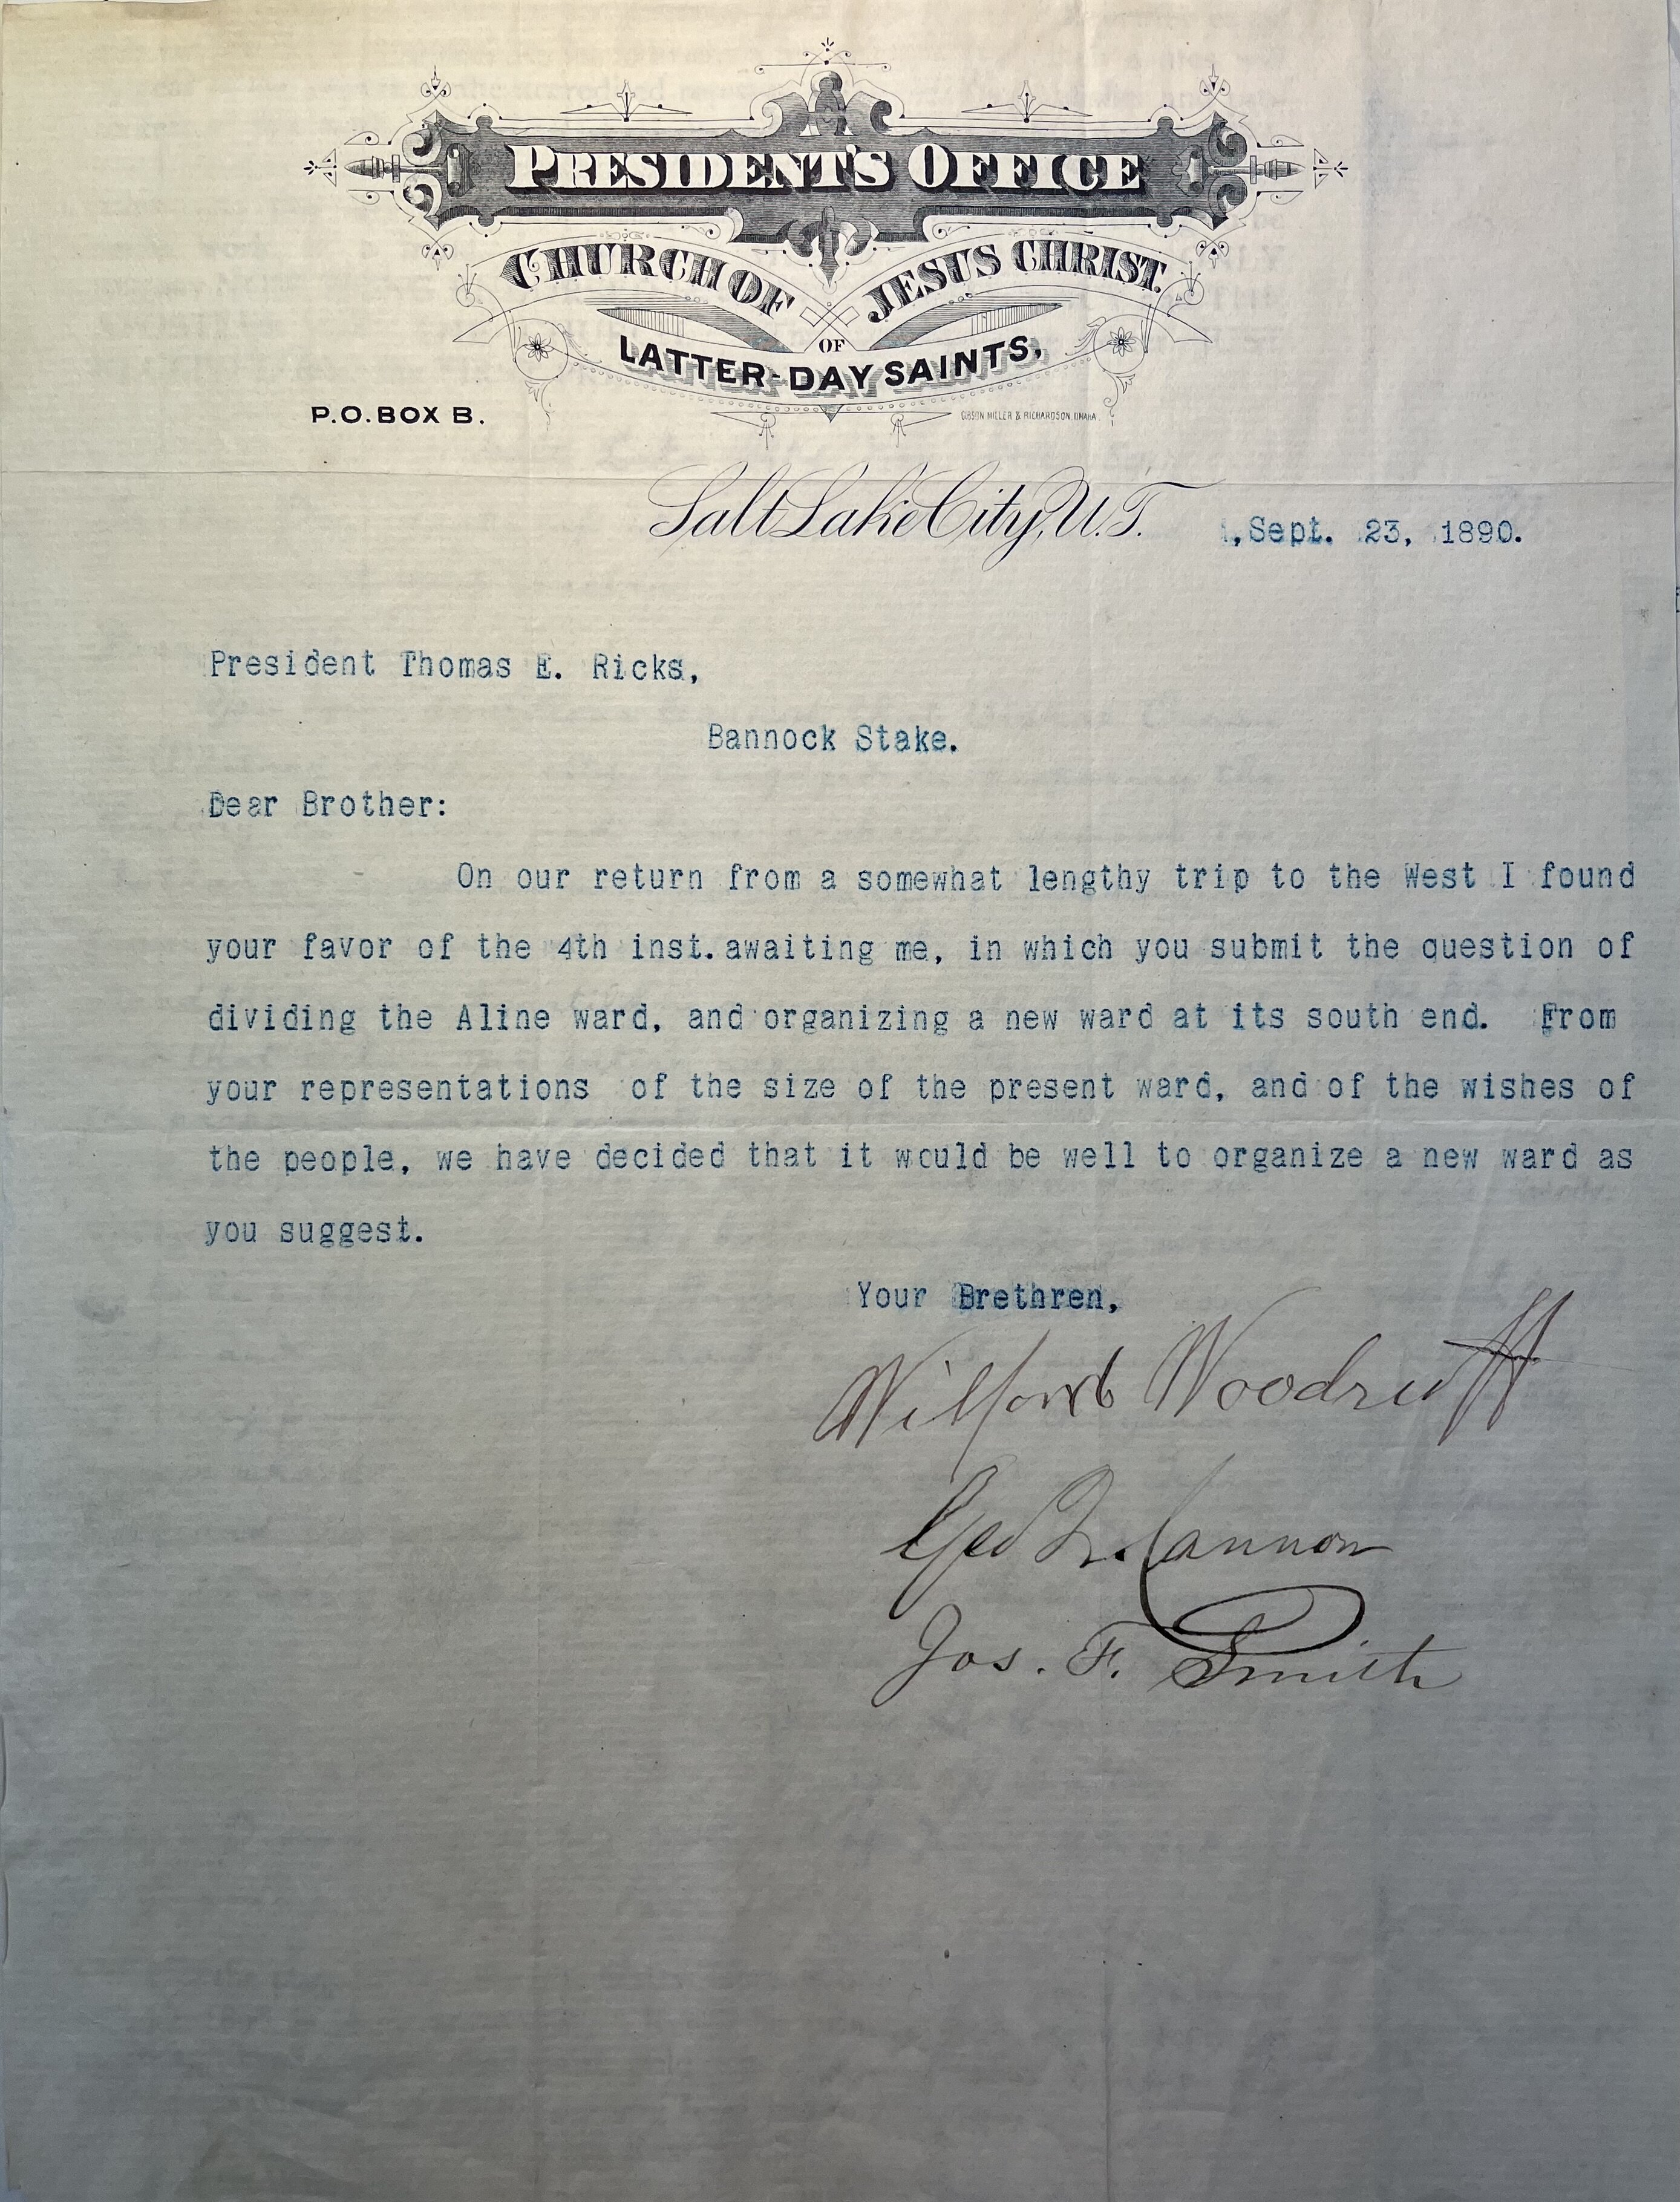 PRESIDENT'S OFFICE
CHURCH OF JESUS CHRIST
OF
LATTER-DAY SAINTS,
P.O. BOX B.
GIBSON MILLER & RICHARDSON, OMAHA.
Salt Lake City, U.T. ,Sept. 23, 1890.
President Thomas E. Ricks,
Bannock Stake.
Dear Brother:
On our return from a somewhat lengthy trip to the West I found
your favor of the 4th inst. awaiting me, in which you submit the question of
dividing the Aline ward, and organizing a new ward at its south end. From
your representations of the size of the present ward, and of the wishes of
the people, we have decided that it would be well to organize a new ward as
you suggest.
Your Brethren,
Wilford Woodruff
Geo Q. Cannon
Jos. F. Smith